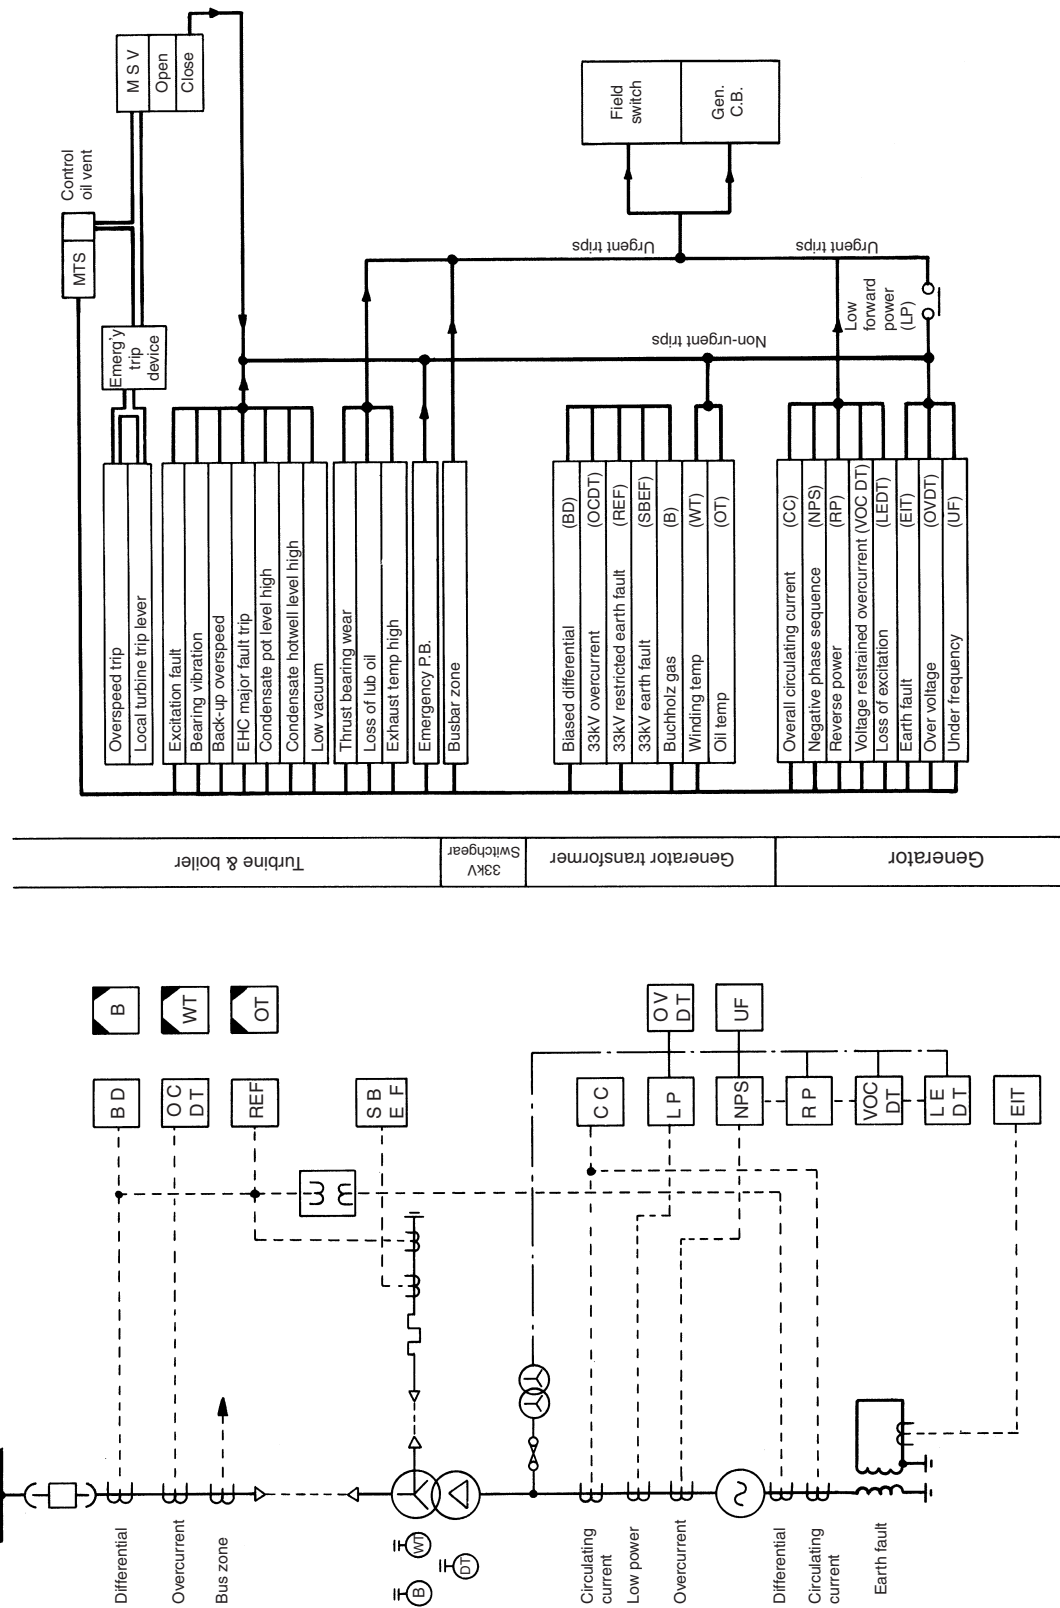 M S V
Open
Close
Control
oil vent
MTS
Emerg'y
trip
device
Field
switch
Gen.
C.B.
Urgent trips
Urgent trips
Non-urgent trips
Low
forward
power
(LP)
Overspeed trip
Local turbine trip lever
Excitation fault
Bearing vibration
Back-up overspeed
EHC major fault trip
Condensate pot level high
Condensate hotwell level high
Low vacuum
Thrust bearing wear
Loss of lub oil
Exhaust temp high
Emergency P.B.
Busbar zone
Biased differential (BD)
33kV overcurrent (OCDT)
33kV restricted earth fault (REF)
33kV earth fault (SBEF)
Buchholz gas (B)
Winding temp (WT)
Oil temp (OT)
Overall circulating current (CC)
Negative phase sequence (NPS)
Reverse power (RP)
Voltage restrained overcurrent (VOC DT)
Loss of excitation (LEDT)
Earth fault (EIT)
Over voltage (OVDT)
Under frequency (UF)
Turbine & boiler
33kV
Switchgear
Generator transformer
Generator
B
WT
OT
O V
D T
UF
B D
O C
D T
REF
S B
E F
C C
L P
NPS
R P
VOC
DT
L E
D T
EIT
WT
B
DT
Differential
Overcurrent
Bus zone
Circulating
current
Low power
Overcurrent
Differential
Circulating
current
Earth fault